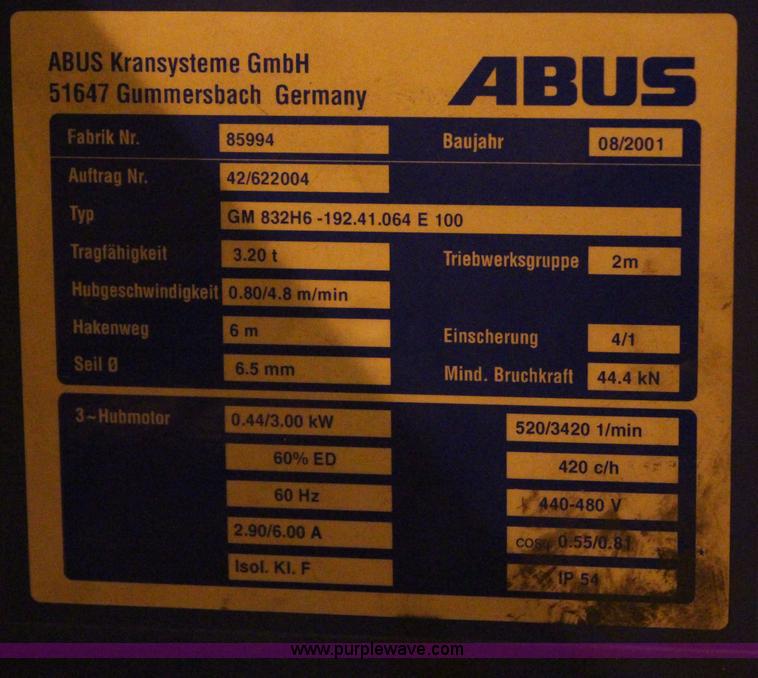 ABUS Kransysteme GmbH
51647 Gummersbach Germany
ABUS
Fabrik Nr. 85994 Baujahr 08/2001
Auftrag Nr. 42/622004
Typ GM 832H6 -192.41.064 E 100
Tragfähigkeit 3.20 t Triebwerksgruppe 2m
Hubgeschwindigkeit 0.80/4.8 m/min
Hakenweg 6 m Einscherung 4/1
Seil Ø 6.5 mm Mind. Bruchkraft 44.4 kN
3~Hubmotor 0.44/3.00 kW 520/3420 1/min
60% ED 420 c/h
60 Hz 440-480 V
2.90/6.00 A cosφ 0.55/0.81
Isol. Kl. F IP 54
www.purplewave.com